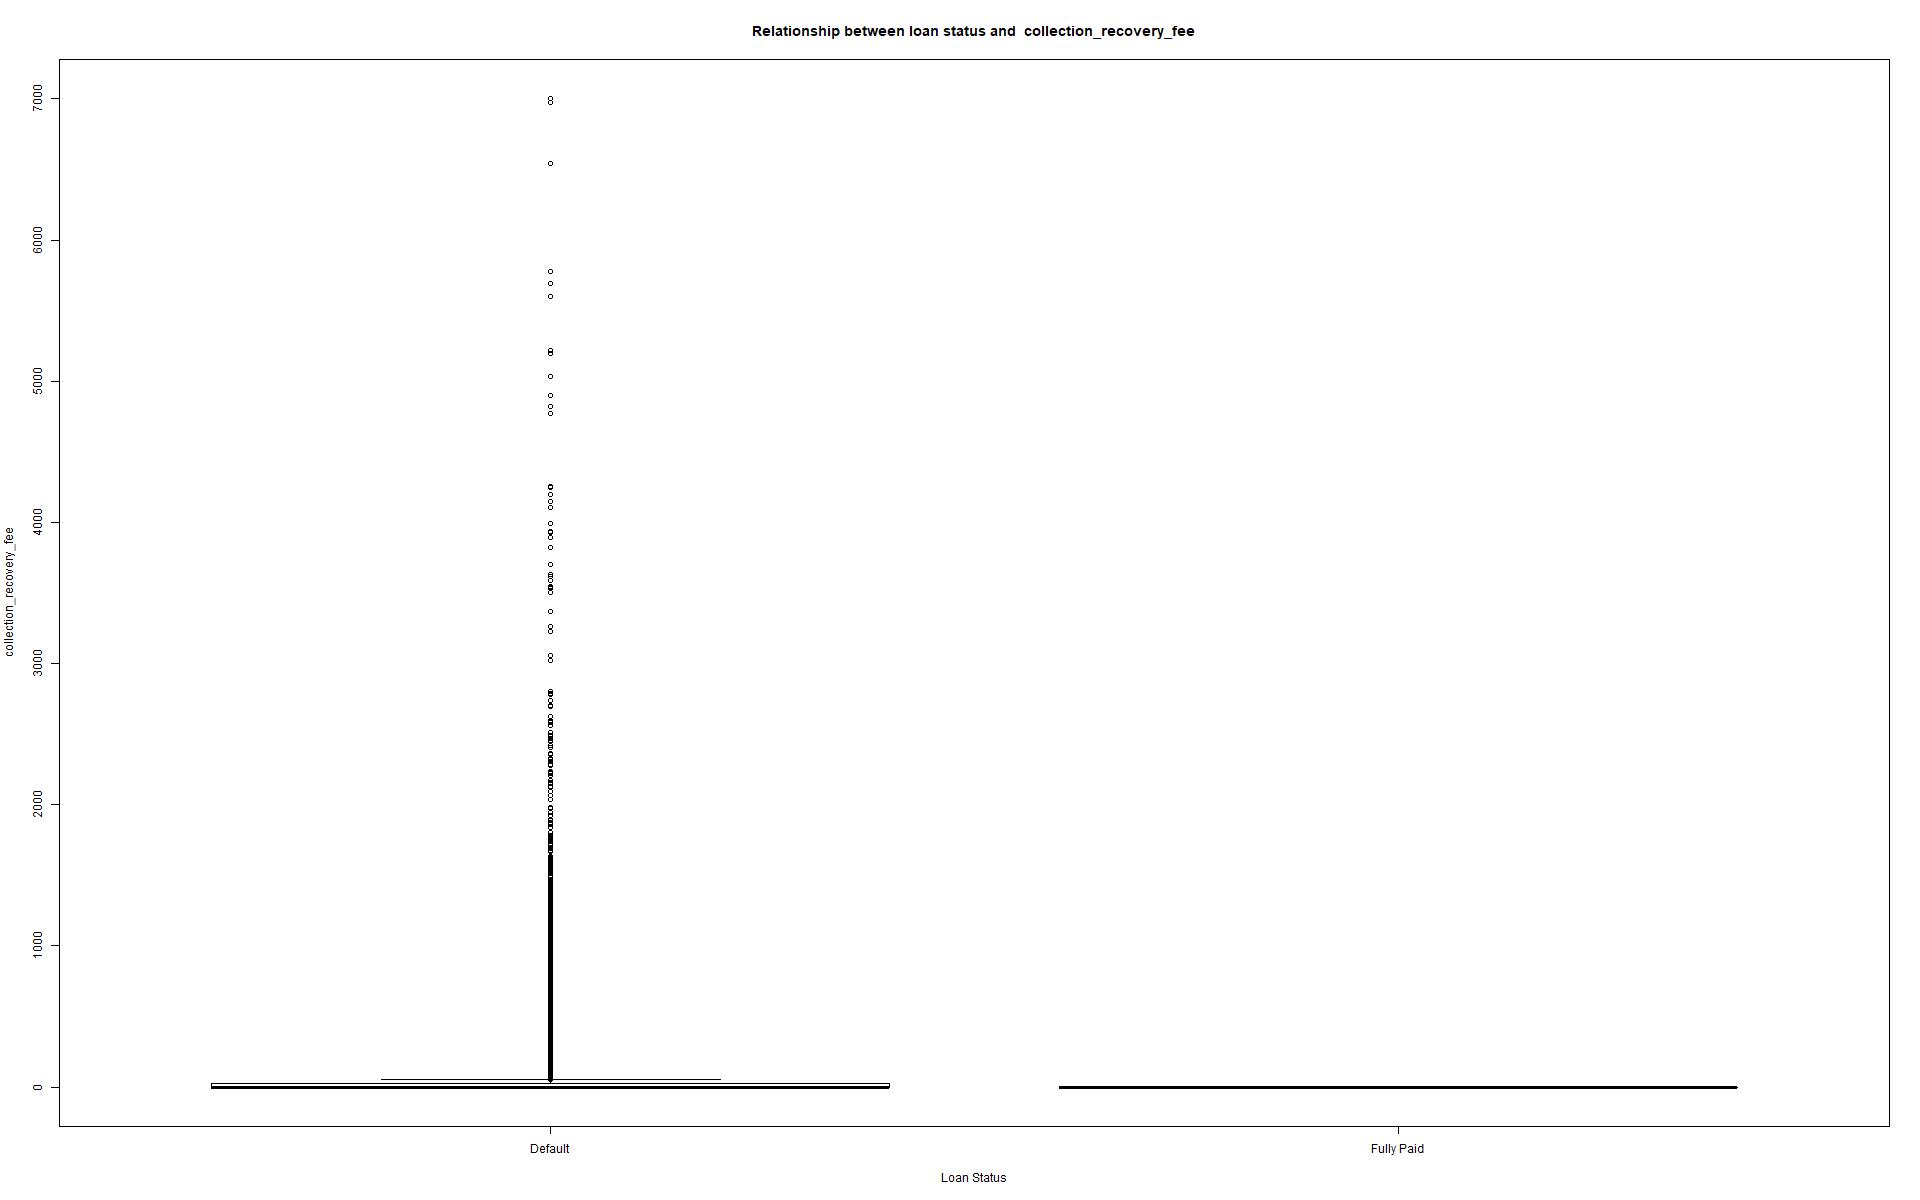 Relationship between loan status and  collection_recovery_fee
7000
6000
5000
4000
3000
2000
1000
0
collection_recovery_fee
Default
Fully Paid
Loan Status